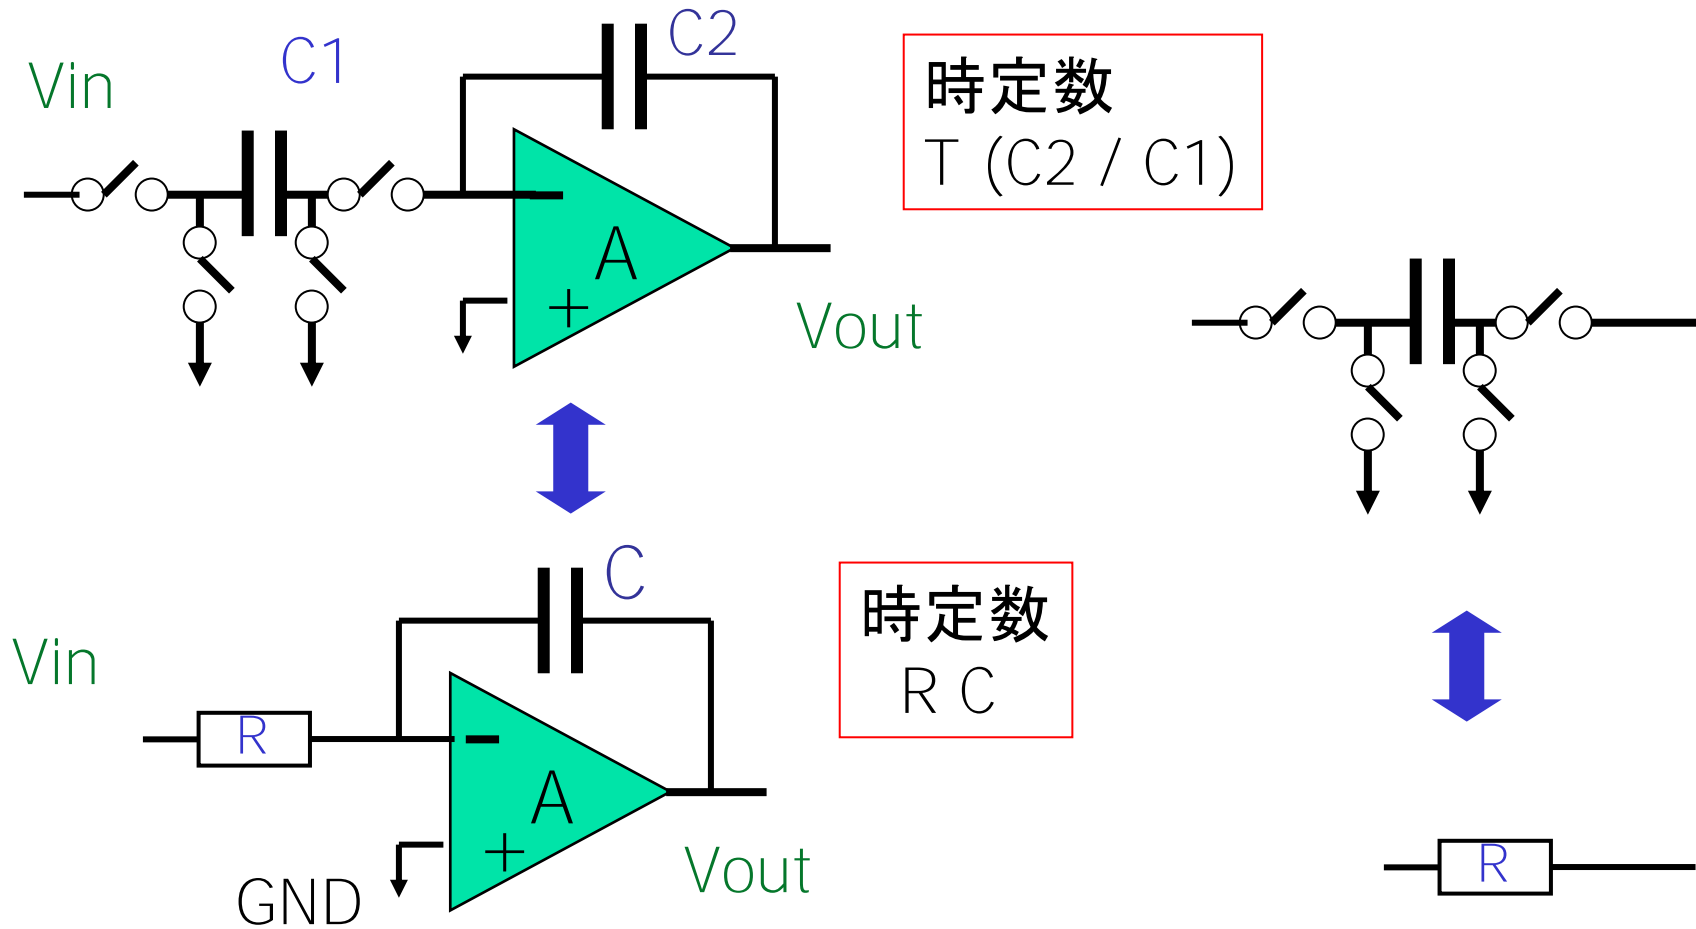 Vin
C1
C2
時定数
T (C2 / C1)
A
+
Vout
C
時定数
R C
Vin
R
A
+
Vout
GND
R